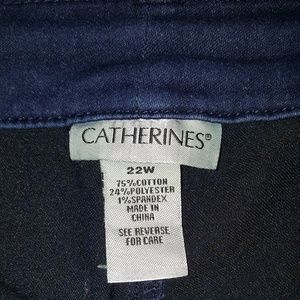 CATHERINES®
22W
75%COTTON
24%POLYESTER
1%SPANDEX
MADE IN
CHINA
SEE REVERSE
FOR CARE